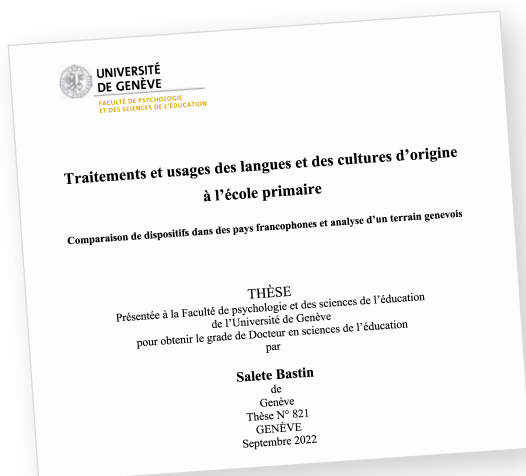 UNIVERSITÉ
DE GENÈVE
FACULTÉ DE PSYCHOLOGIE
ET DES SCIENCES DE L'ÉDUCATION
Traitements et usages des langues et des cultures d'origine
à l'école primaire
Comparaison de dispositifs dans des pays francophones et analyse d'un terrain genevois
THÈSE
Présentée à la Faculté de psychologie et des sciences de l'éducation
de l'Université de Genève
pour obtenir le grade de Docteur en sciences de l'éducation
par
Salete Bastin
de
Genève
Thèse N° 821
GENÈVE
Septembre 2022